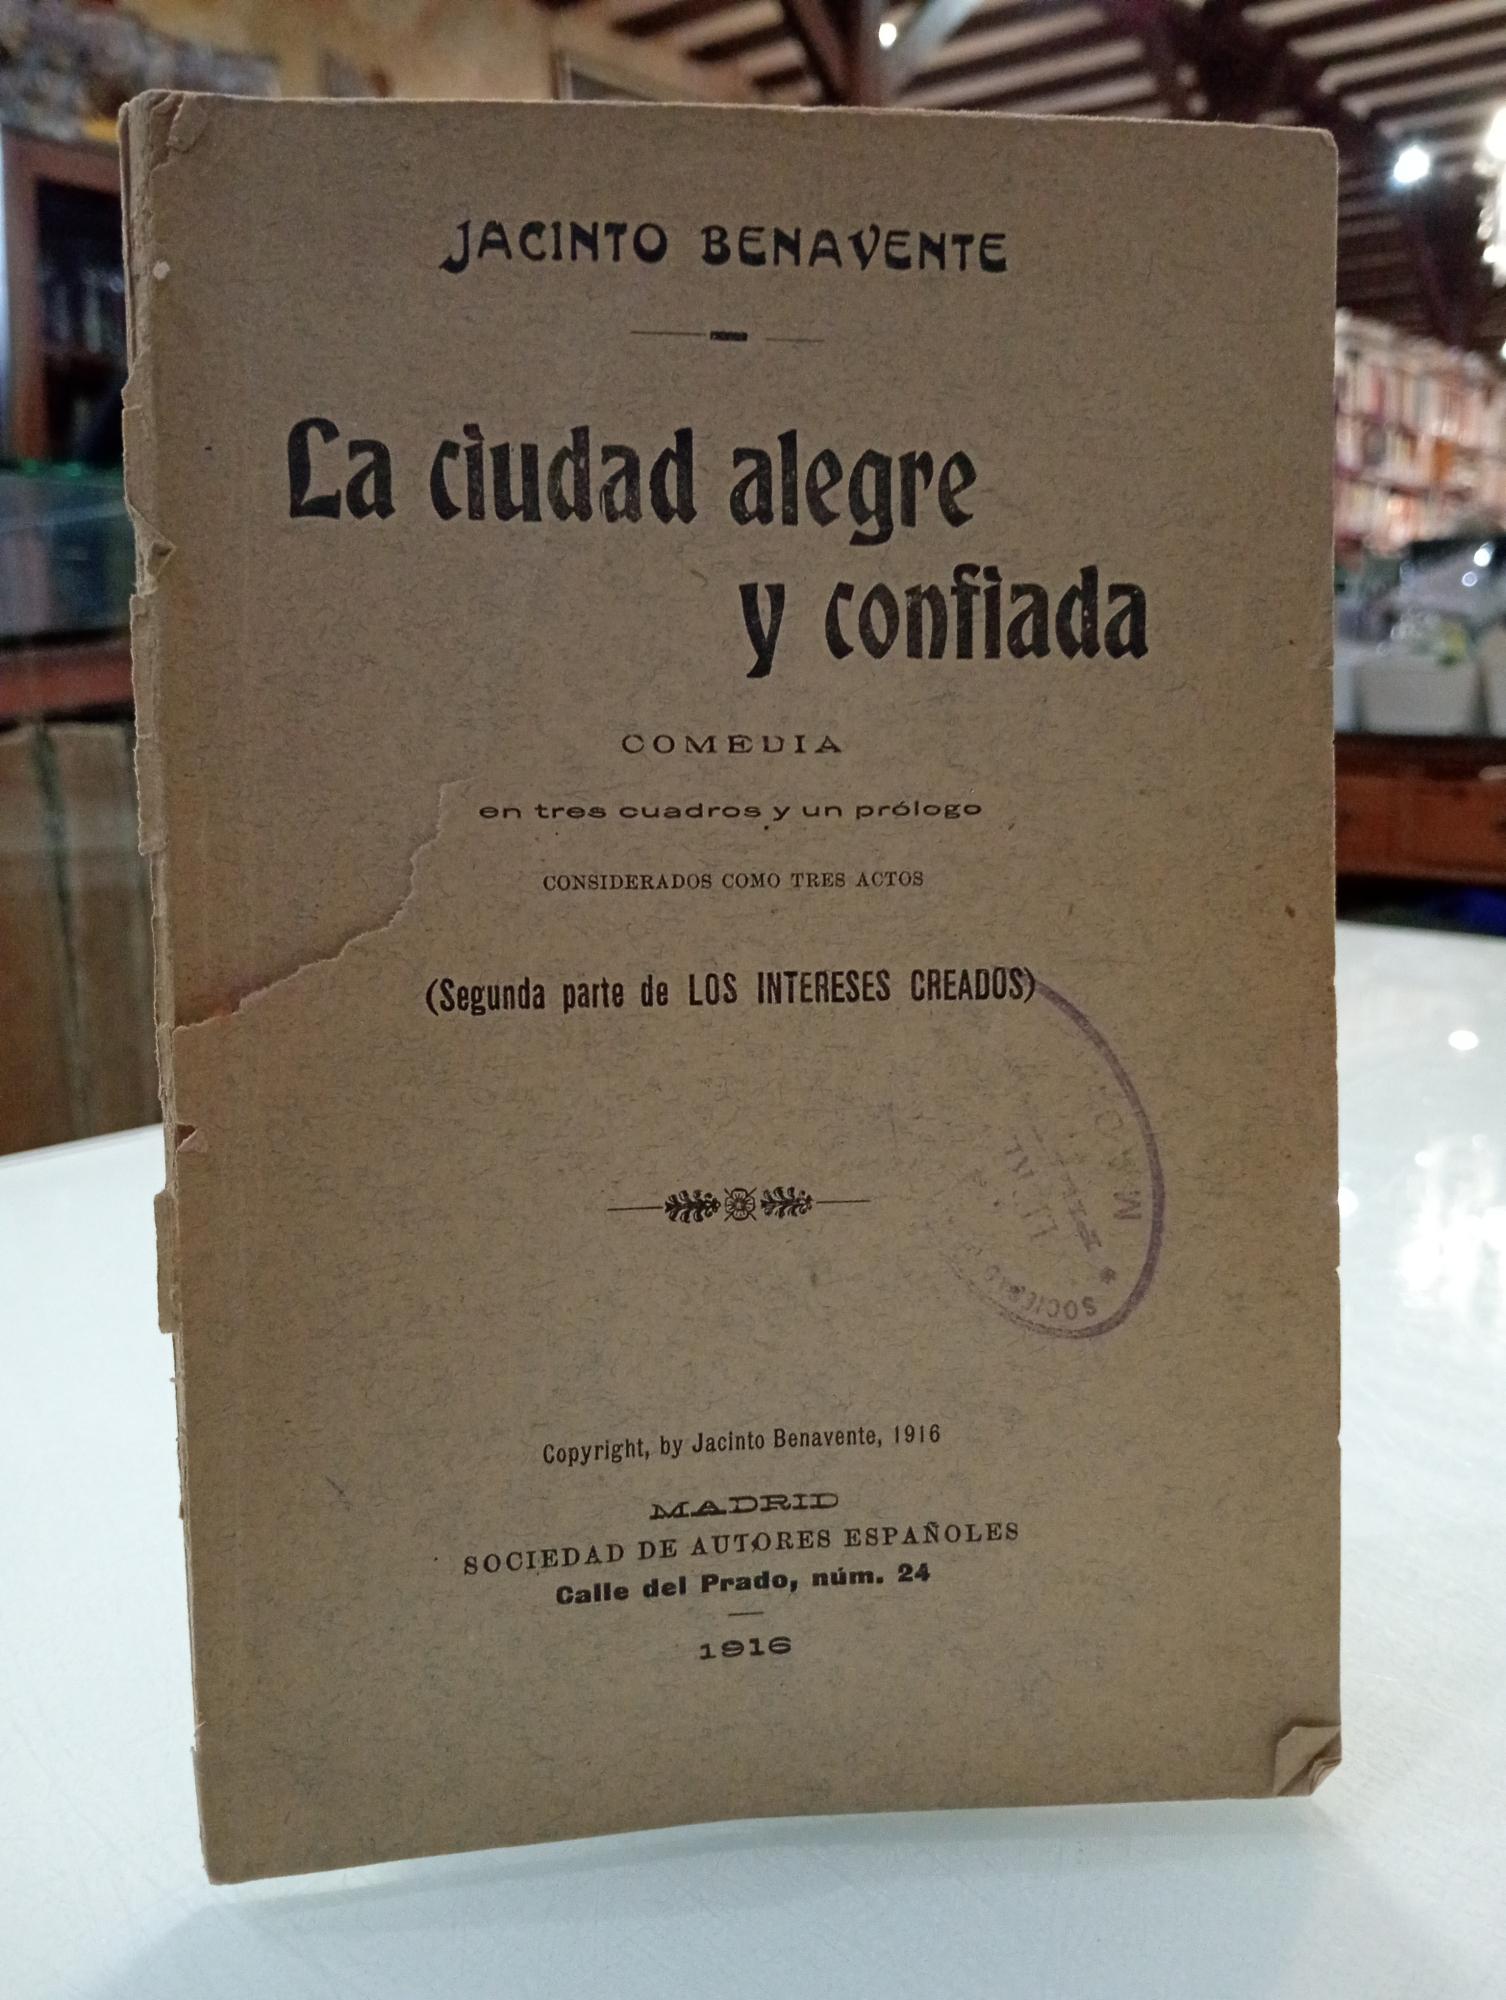 JACINTO BENAVENTE
La ciudad alegre
y confiada
COMEDIA
en tres cuadros y un prólogo
CONSIDERADOS COMO TRES ACTOS
(Segunda parte de LOS INTERESES CREADOS)
SOCIEDAD
Copyright, by Jacinto Benavente, 1916
MADRID
SOCIEDAD DE AUTORES ESPAÑOLES
Calle del Prado, núm. 24
1916